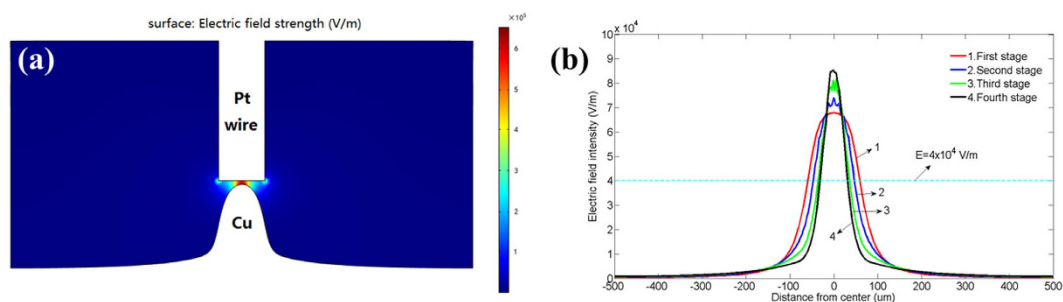 surface: Electric field strength (V/m)
(a)
Pt
wire
Cu
×10⁵
6
5
4
3
2
1
(b)
×10⁴
Electric field intensity (V/m)
10
9
8
7
6
5
4
3
2
1
0
1.First stage
2.Second stage
3.Third stage
4.Fourth stage
E=4x10⁴ V/m
1
2
3
4
-500 -400 -300 -200 -100 0 100 200 300 400 500
Distance from center (um)